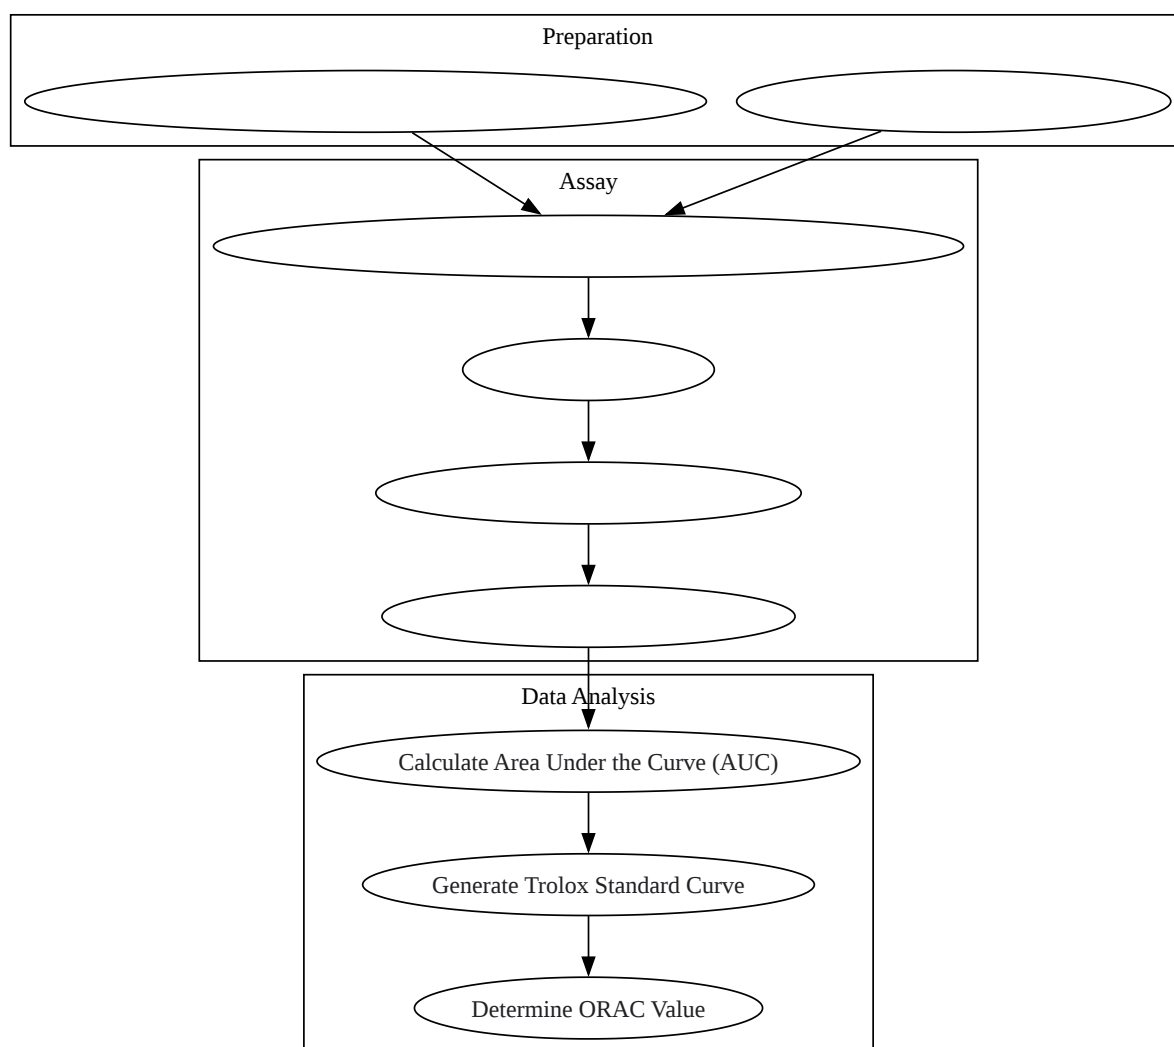 Preparation
Assay
Data Analysis
Calculate Area Under the Curve (AUC)
Generate Trolox Standard Curve
Determine ORAC Value